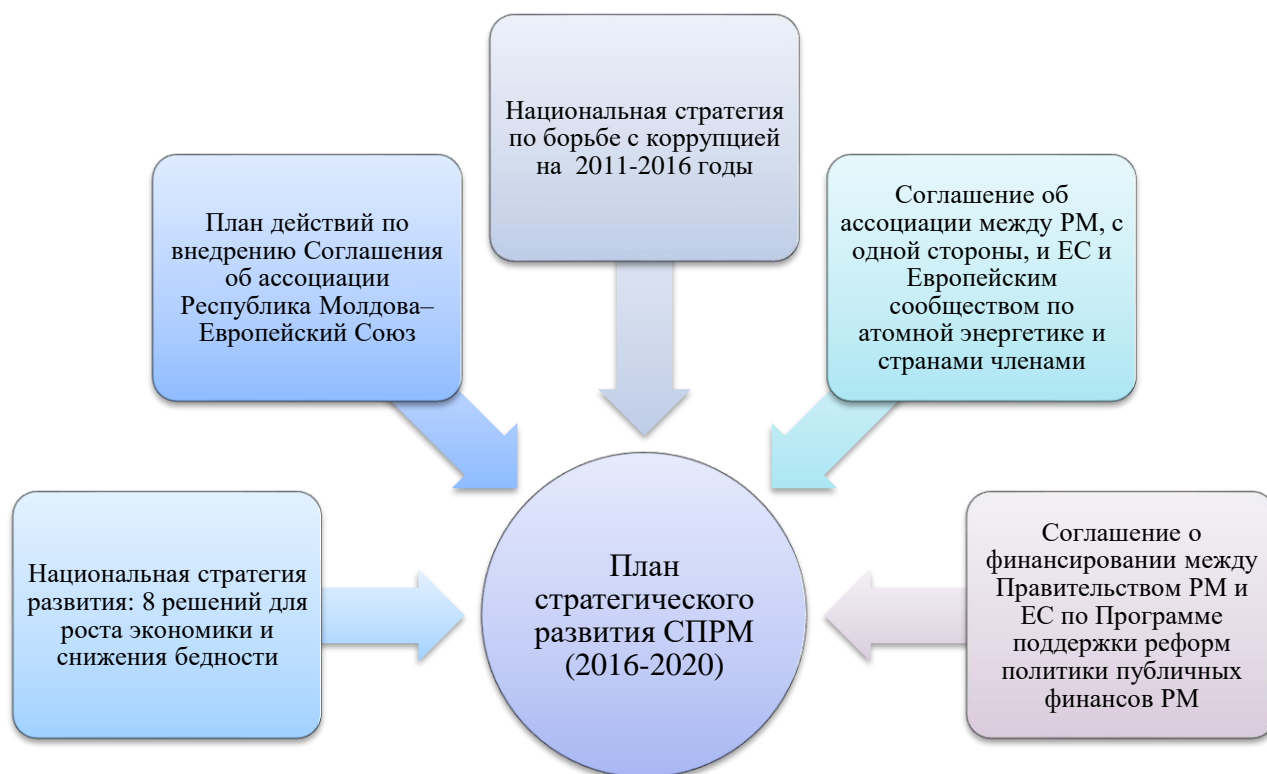 Национальная стратегия
по борьбе с коррупцией
на 2011-2016 годы
План действий по
внедрению Соглашения
об ассоциации
Республика Молдова–
Европейский Союз
Соглашение об
ассоциации между РМ, с
одной стороны, и ЕС и
Европейским
сообществом по
атомной энергетике и
странами членами
Национальная стратегия
развития: 8 решений для
роста экономики и
снижения бедности
План
стратегического
развития СПРМ
(2016-2020)
Соглашение о
финансировании между
Правительством РМ и
ЕС по Программе
поддержки реформ
политики публичных
финансов РМ